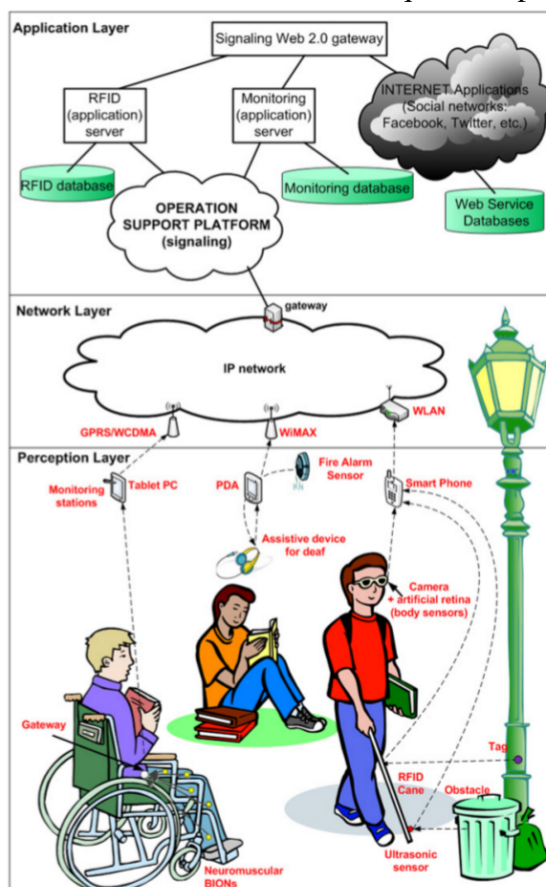 Application Layer
Signaling Web 2.0 gateway
RFID
(application)
server
Monitoring
(application)
server
INTERNET Applications
(Social networks:
Facebook, Twitter, etc.)
RFID database
Monitoring database
Web Service
Databases
OPERATION
SUPPORT PLATFORM
(signaling)
Network Layer
gateway
IP network
GPRS/WCDMA
WiMAX
WLAN
Perception Layer
Monitoring
stations
Tablet PC
PDA
Fire Alarm
Sensor
Smart Phone
Assistive device
for deaf
Camera
+ artificial retina
(body sensors)
Gateway
Tag
RFID
Cane
Obstacle
Ultrasonic
sensor
Neuromuscular
BIONs